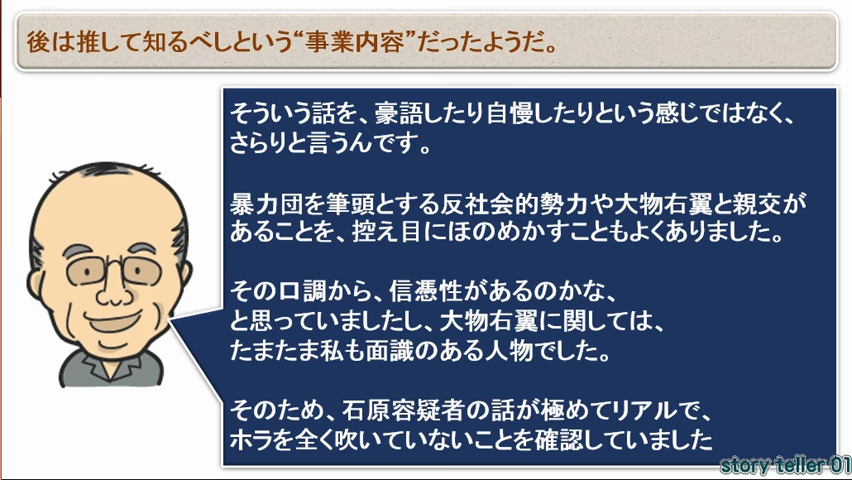 後は推して知るべしという“事業内容”だったようだ。
そういう話を、豪語したり自慢したりという感じではなく、
さらりと言うんです。
暴力団を筆頭とする反社会的勢力や大物右翼と親交が
あることを、控え目にほのめかすこともよくありました。
その口調から、信憑性があるのかな、
と思っていましたし、大物右翼に関しては、
たまたま私も面識のある人物でした。
そのため、石原容疑者の話が極めてリアルで、
ホラを全く吹いていないことを確認していました
story teller 01